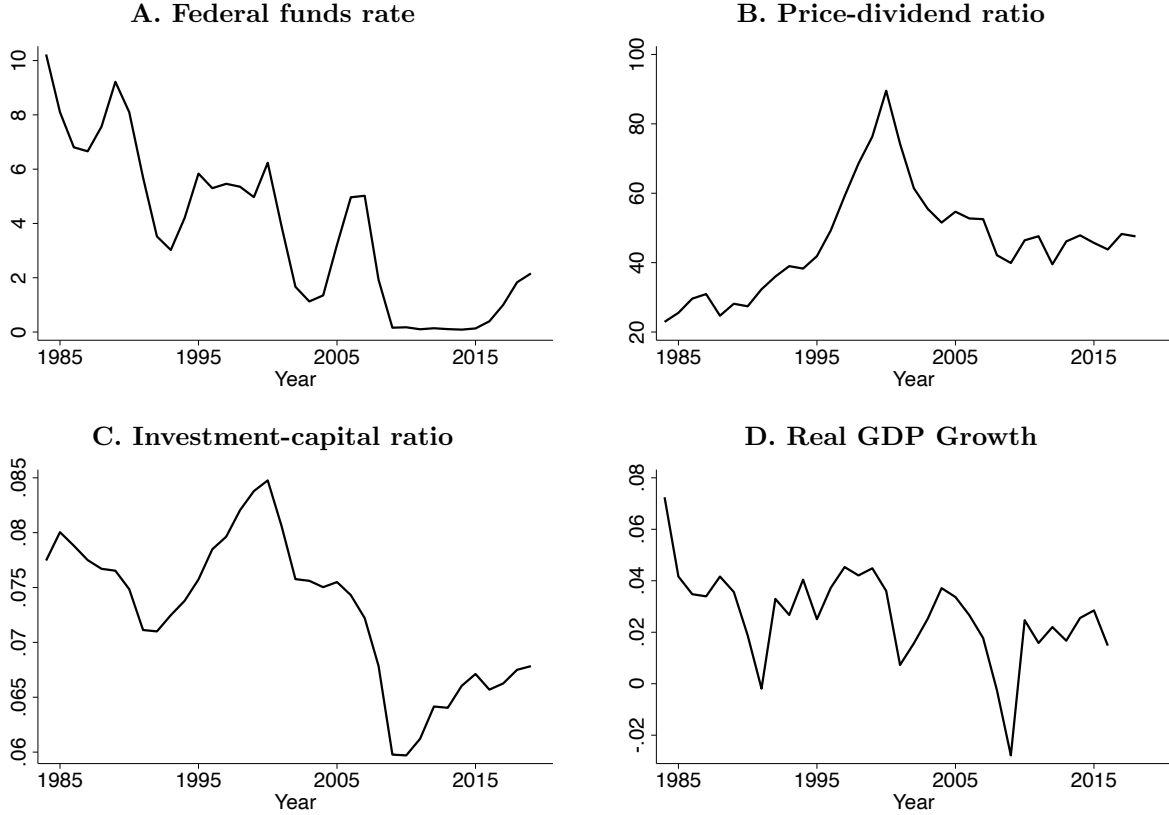 A. Federal funds rate
10
8
6
4
2
0
1985 1995 2005 2015
Year
B. Price-dividend ratio
100
80
60
40
20
1985 1995 2005 2015
Year
C. Investment-capital ratio
.085
.08
.075
.07
.065
.06
1985 1995 2005 2015
Year
D. Real GDP Growth
.08
.06
.04
.02
0
-.02
1985 1995 2005 2015
Year